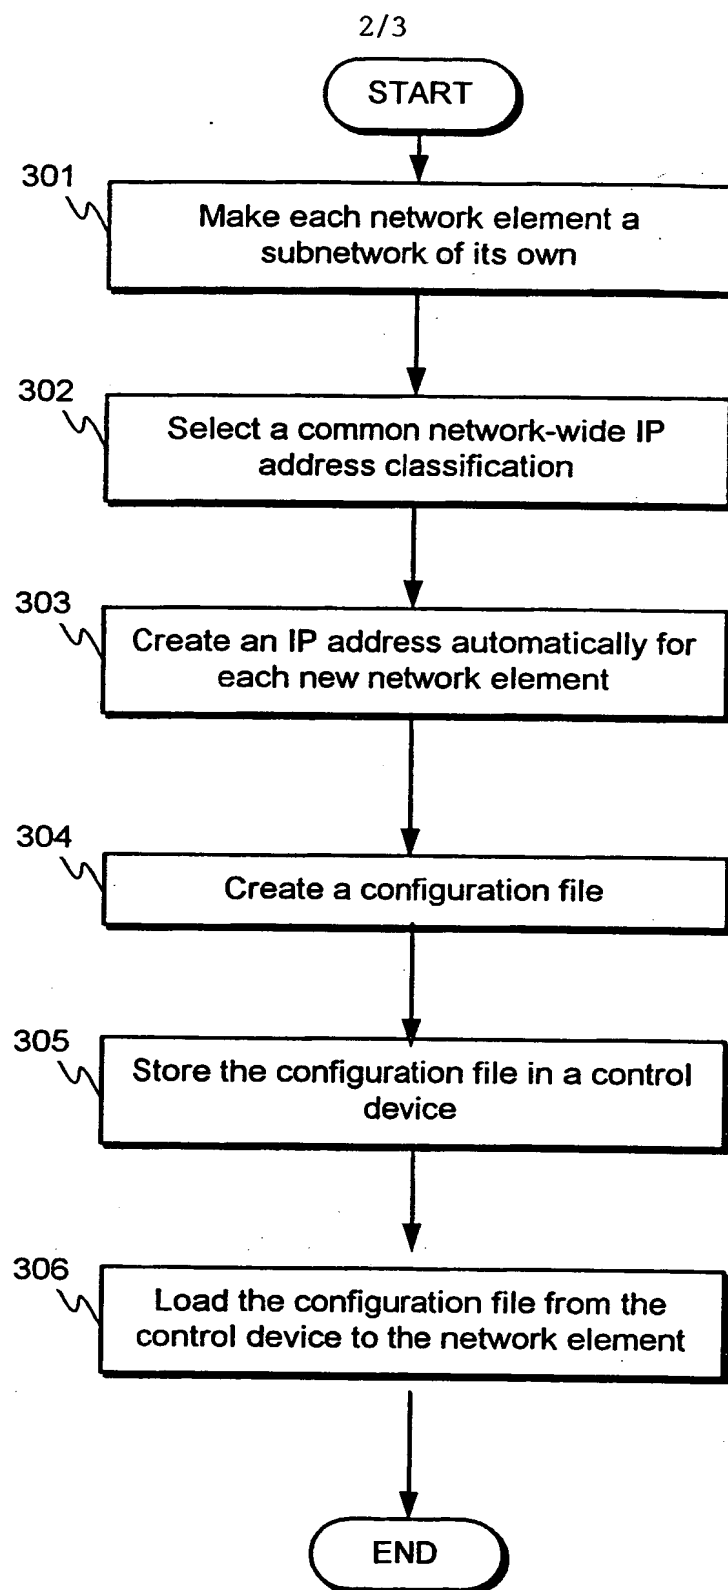 2/3
START
301
Make each network element a
subnetwork of its own
302
Select a common network-wide IP
address classification
303
Create an IP address automatically for
each new network element
304
Create a configuration file
305
Store the configuration file in a control
device
306
Load the configuration file from the
control device to the network element
END